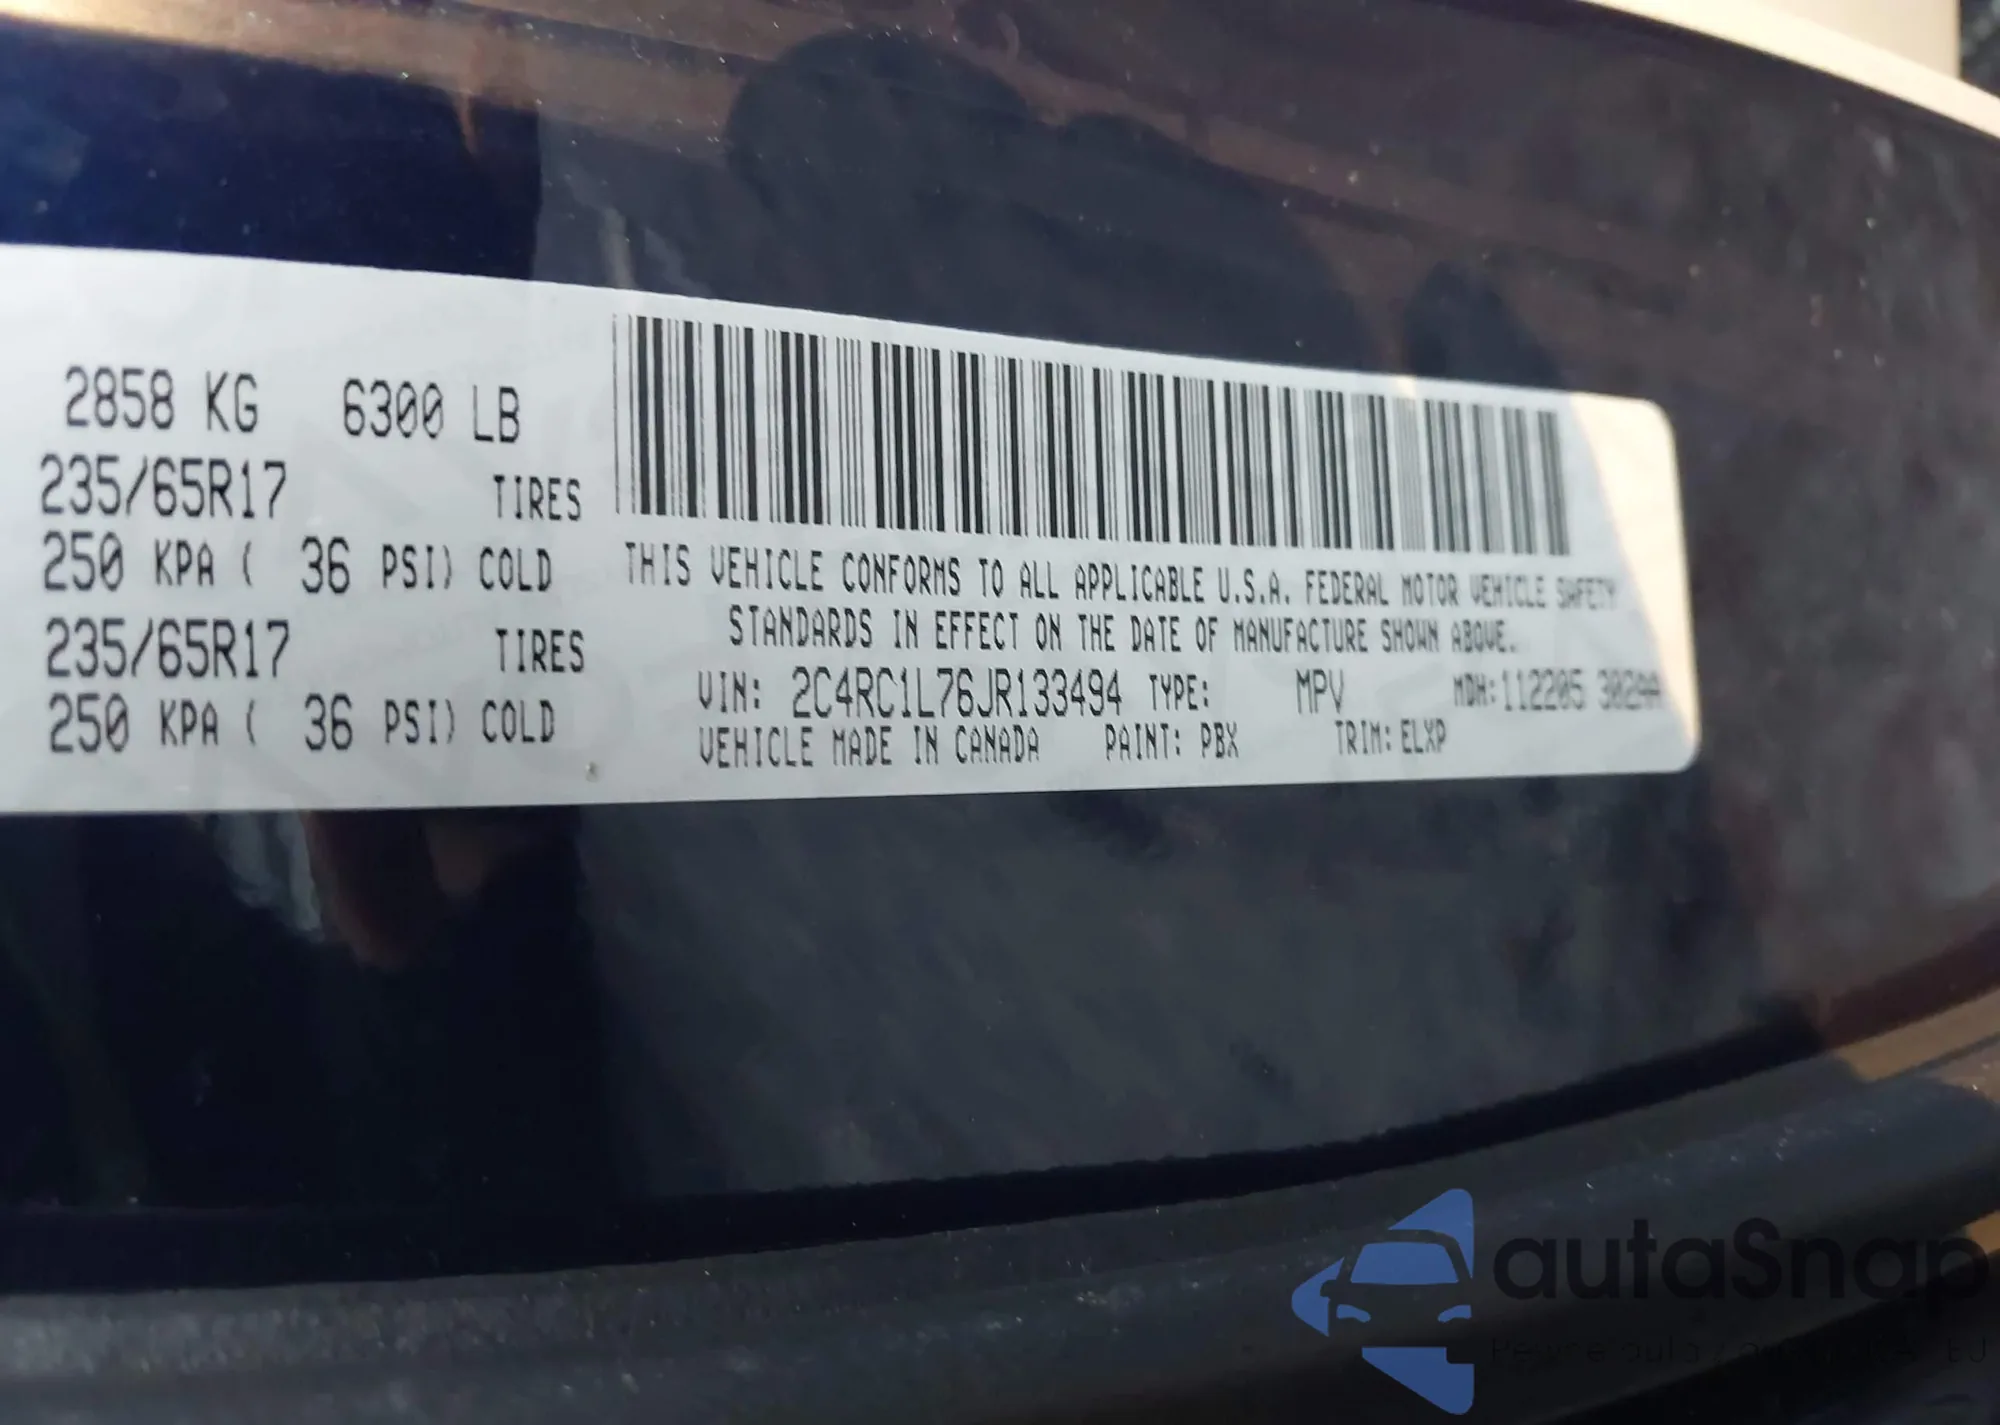 2858 KG 6300 LB
235/65R17 TIRES
250 KPA ( 36 PSI) COLD
235/65R17 TIRES
250 KPA ( 36 PSI) COLD
THIS VEHICLE CONFORMS TO ALL APPLICABLE U.S.A. FEDERAL MOTOR VEHICLE SAFETY
STANDARDS IN EFFECT ON THE DATE OF MANUFACTURE SHOWN ABOVE.
VIN: 2C4RC1L76JR133494 TYPE: MPV MDH: 112205 302AA
VEHICLE MADE IN CANADA PAINT: PBX TRIM: ELXP
autaSnap